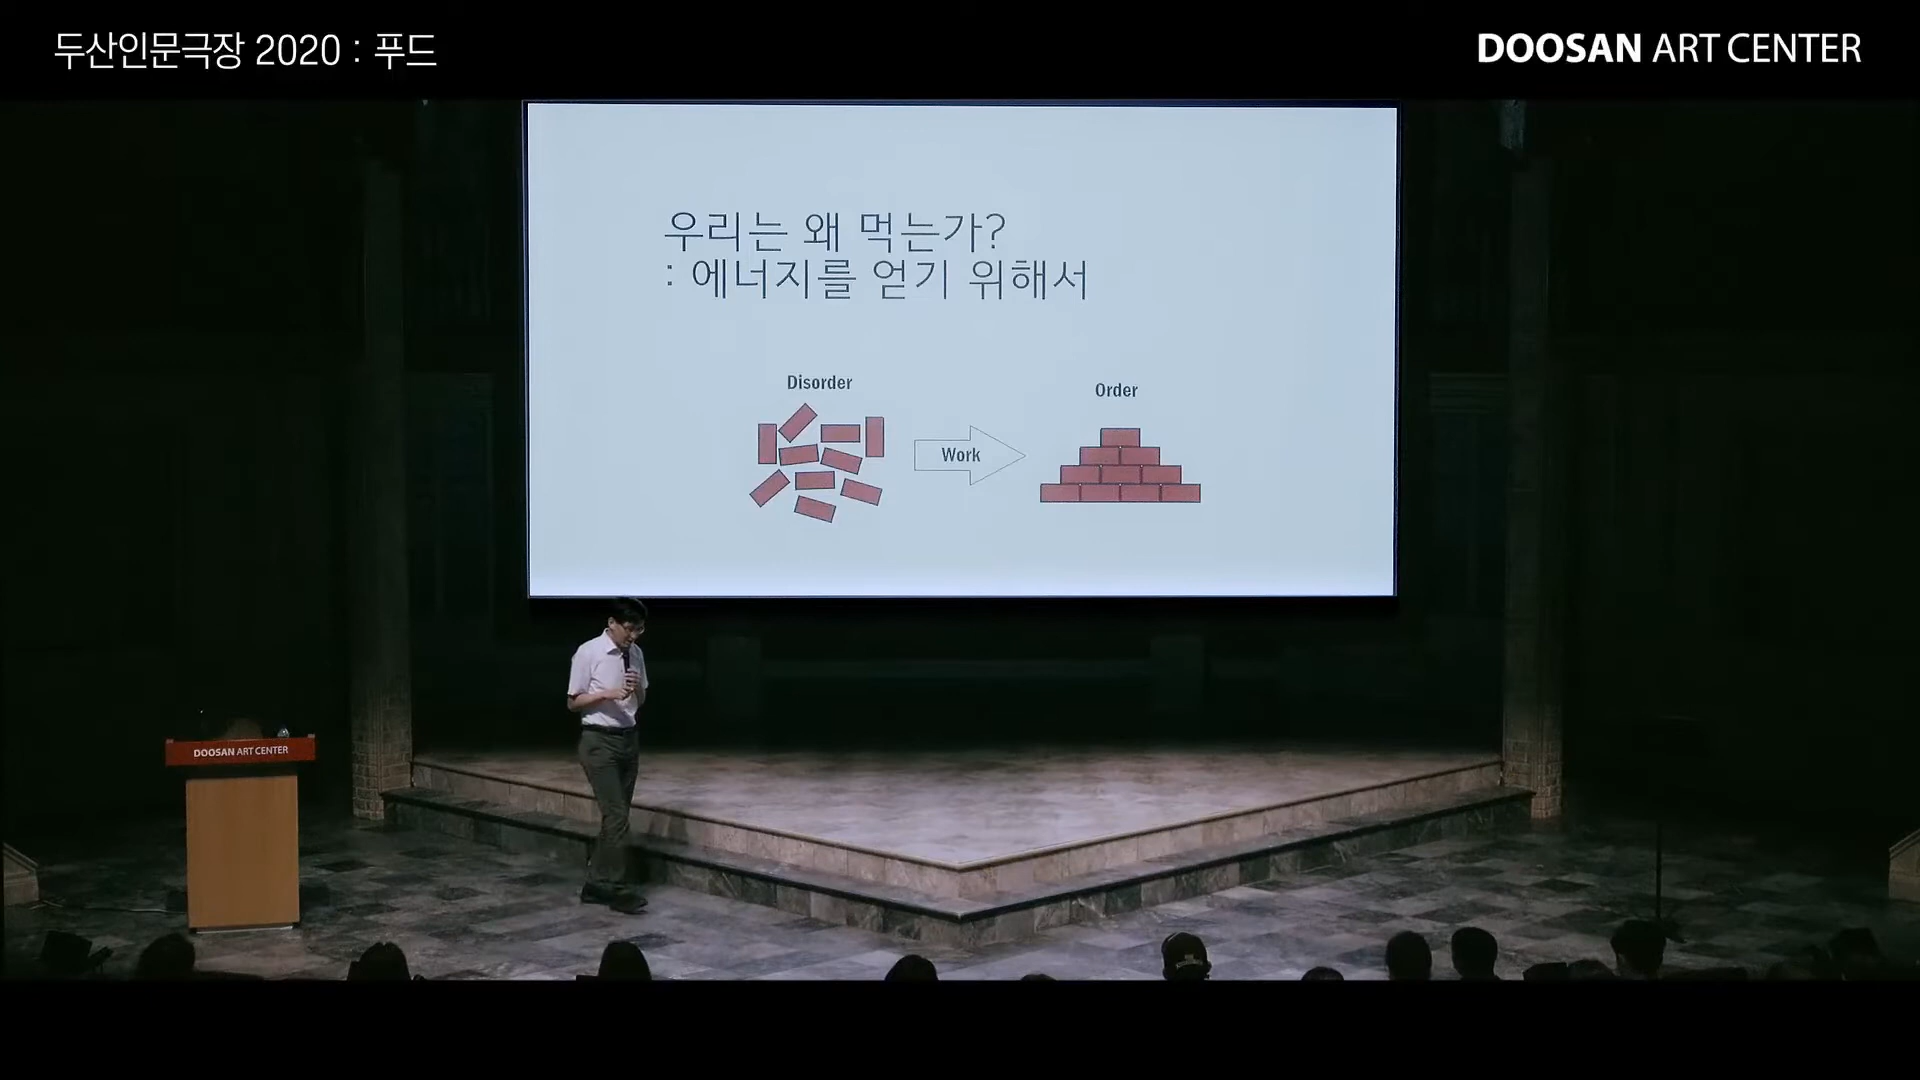 두산인문극장 2020 : 푸드
DOOSAN ART CENTER
우리는 왜 먹는가?
: 에너지를 얻기 위해서
Disorder
Order
Work
DOOSAN ART CENTER